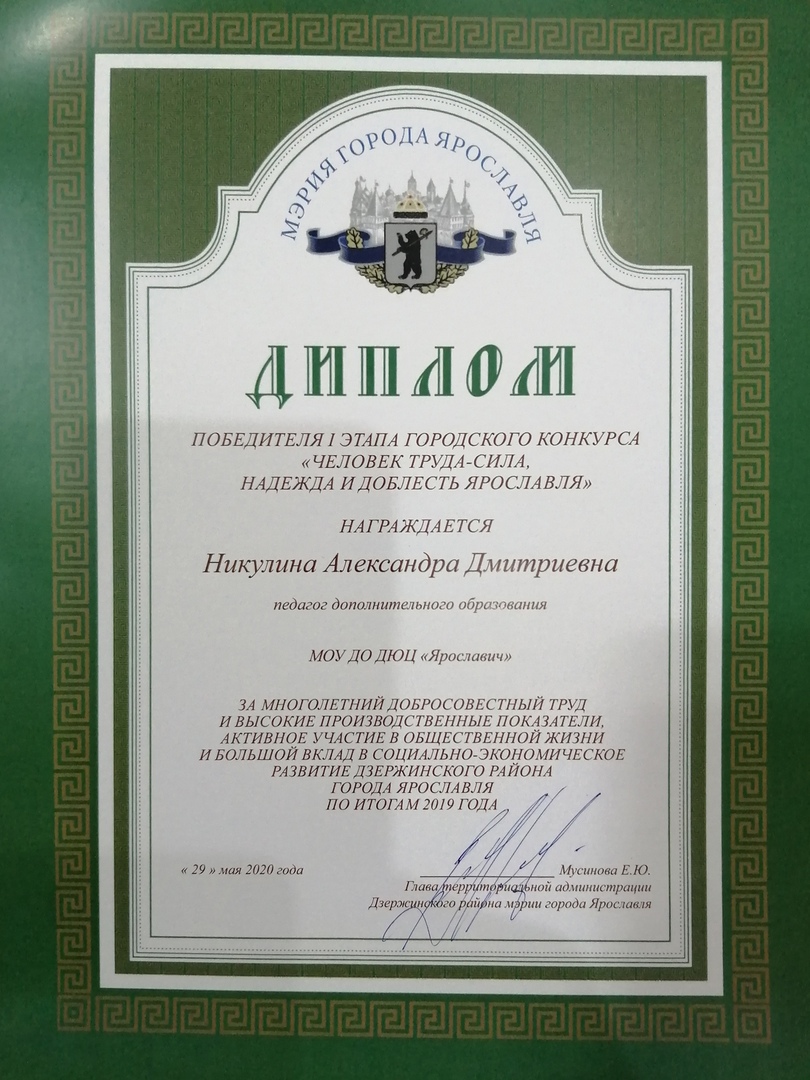 МЭРИЯ ГОРОДА ЯРОСЛАВЛЯ
ДИПЛОМ
ПОБЕДИТЕЛЯ I ЭТАПА ГОРОДСКОГО КОНКУРСА
«ЧЕЛОВЕК ТРУДА-СИЛА,
НАДЕЖДА И ДОБЛЕСТЬ ЯРОСЛАВЛЯ»
НАГРАЖДАЕТСЯ
Никулина Александра Дмитриевна
педагог дополнительного образования
МОУ ДО ДЮЦ «Ярославич»
ЗА МНОГОЛЕТНИЙ ДОБРОСОВЕСТНЫЙ ТРУД
И ВЫСОКИЕ ПРОИЗВОДСТВЕННЫЕ ПОКАЗАТЕЛИ,
АКТИВНОЕ УЧАСТИЕ В ОБЩЕСТВЕННОЙ ЖИЗНИ
И БОЛЬШОЙ ВКЛАД В СОЦИАЛЬНО-ЭКОНОМИЧЕСКОЕ
РАЗВИТИЕ ДЗЕРЖИНСКОГО РАЙОНА
ГОРОДА ЯРОСЛАВЛЯ
ПО ИТОГАМ 2019 ГОДА
« 29 » мая 2020 года
Мусинова Е.Ю.
Глава территориальной администрации
Дзержинского района мэрии города Ярославля